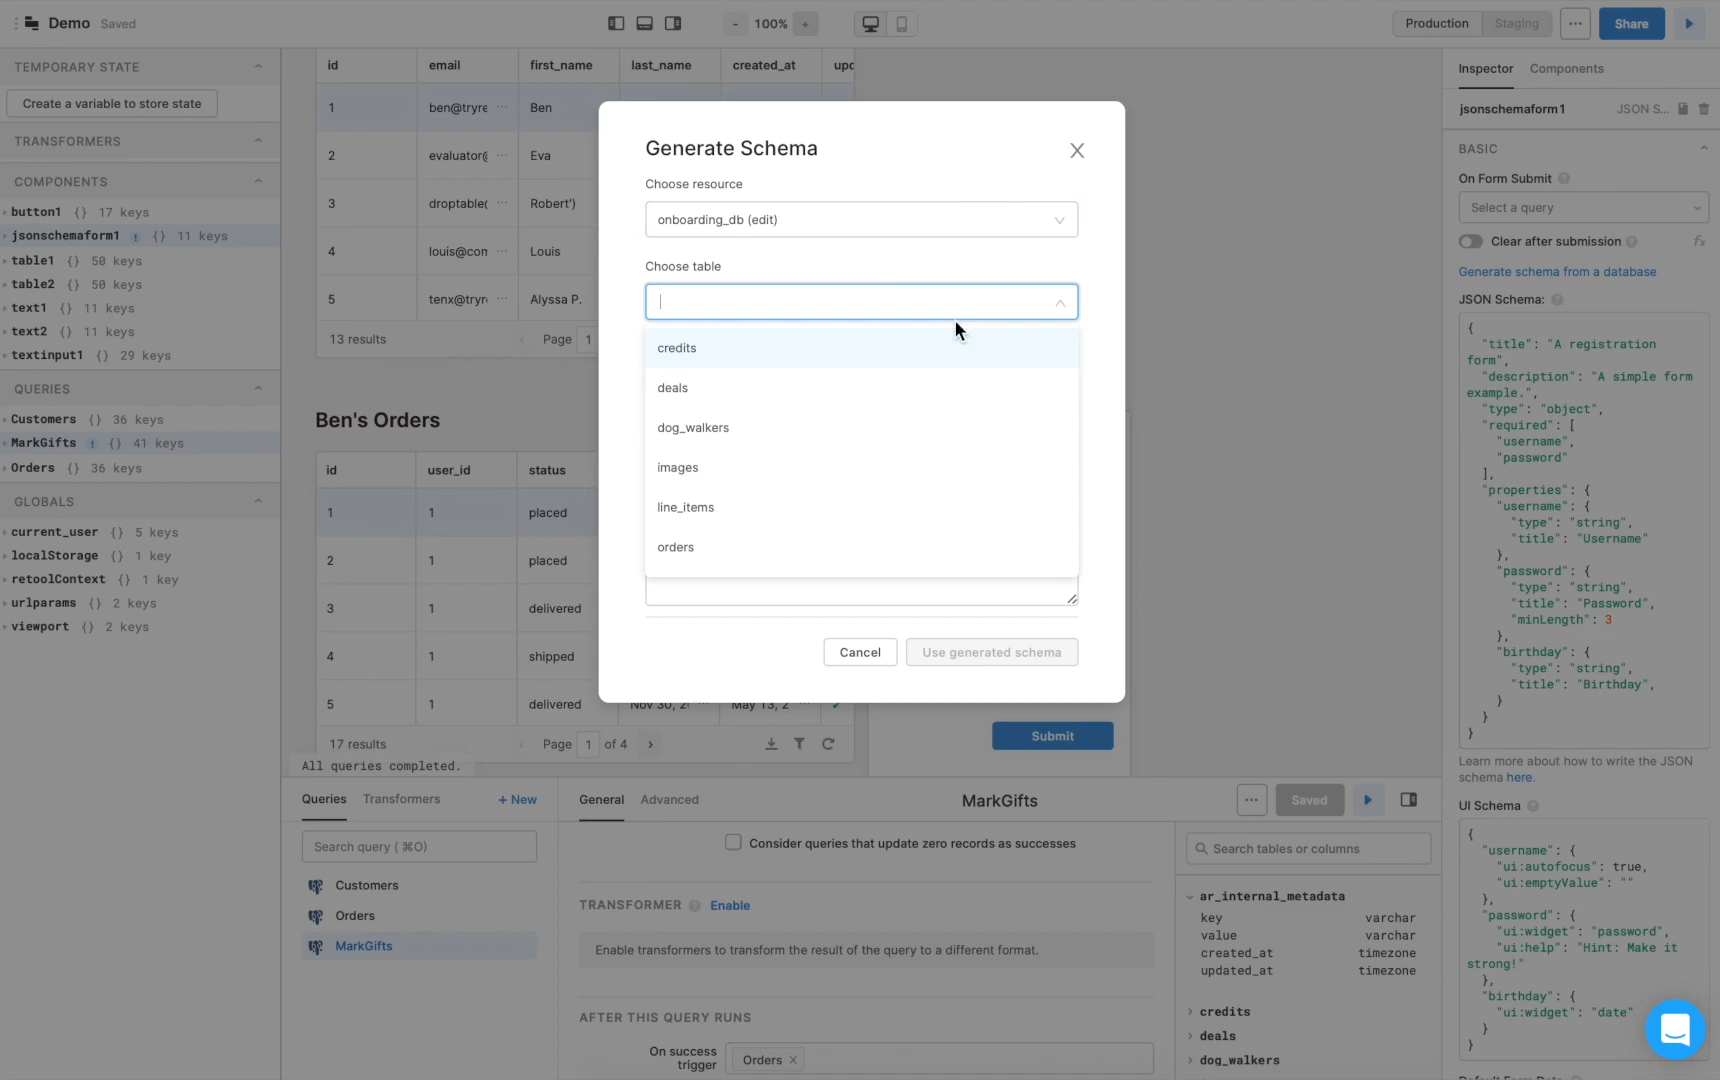 Demo Saved
- 100% +
Production Staging ··· Share
TEMPORARY STATE
Create a variable to store state
TRANSFORMERS
COMPONENTS
button1 {} 17 keys
jsonschemaform1 ! {} 11 keys
table1 {} 50 keys
table2 {} 50 keys
text1 {} 11 keys
text2 {} 11 keys
textinput1 {} 29 keys
QUERIES
Customers {} 36 keys
MarkGifts ! {} 41 keys
Orders {} 36 keys
GLOBALS
current_user {} 5 keys
localStorage {} 1 key
retoolContext {} 1 key
urlparams {} 2 keys
viewport {} 2 keys
id email first_name last_name created_at upd
1 ben@tryre ··· Ben
2 evaluator@ ··· Eva
3 droptable( ··· Robert')
4 louis@com ··· Louis
5 tenx@tryr ··· Alyssa P.
13 results Page 1
Ben's Orders
id user_id status
1 1 placed
2 1 placed
3 1 delivered
4 1 shipped
5 1 delivered Nov 30, 2 ··· May 13, 2 ···
17 results Page 1 of 4
Submit
All queries completed.
Generate Schema
Choose resource
onboarding_db (edit)
Choose table
credits
deals
dog_walkers
images
line_items
orders
Cancel Use generated schema
Queries Transformers + New
Search query ( ⌘O)
Customers
Orders
MarkGifts
General Advanced MarkGifts ··· Saved
Consider queries that update zero records as successes
TRANSFORMER ? Enable
Enable transformers to transform the result of the query to a different format.
AFTER THIS QUERY RUNS
On success
trigger
Orders ×
Search tables or columns
ar_internal_metadata
key varchar
value varchar
created_at timezone
updated_at timezone
credits
deals
dog_walkers
Inspector Components
jsonschemaform1 JSON S...
BASIC
On Form Submit ?
Select a query
Clear after submission ? fx
Generate schema from a database
JSON Schema: ?
{
"title": "A registration
form",
"description": "A simple form
example.",
"type": "object",
"required": [
"username",
"password"
],
"properties": {
"username": {
"type": "string",
"title": "Username"
},
"password": {
"type": "string",
"title": "Password",
"minLength": 3
},
"birthday": {
"type": "string",
"title": "Birthday",
}
}
}
Learn more about how to write the JSON
schema here.
UI Schema ?
{
"username": {
"ui:autofocus": true,
"ui:emptyValue": ""
},
"password": {
"ui:widget": "password",
"ui:help": "Hint: Make it
strong!"
},
"birthday": {
"ui:widget": "date"
}
}